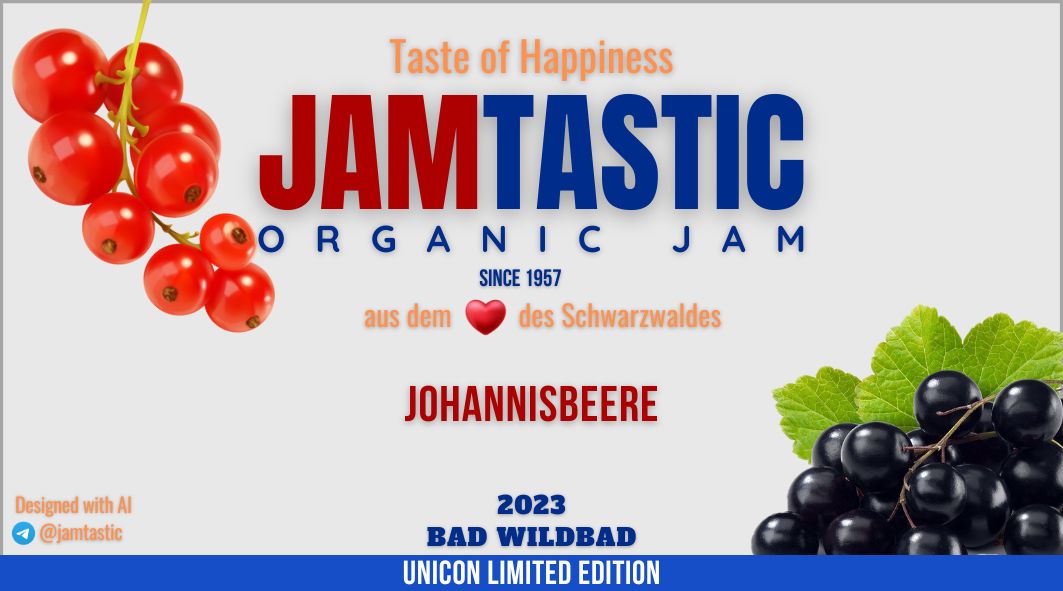 Taste of Happiness
JAMTASTIC
ORGANIC JAM
SINCE 1957
aus dem ❤️ des Schwarzwaldes
JOHANNISBEERE
Designed with AI
@jamtastic
2023
BAD WILDBAD
UNICON LIMITED EDITION